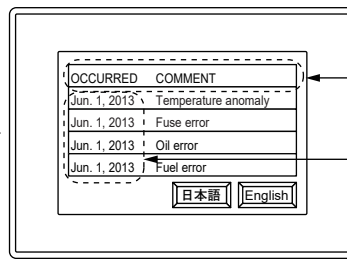 OCCURRED COMMENT
Jun. 1, 2013 Temperature anomaly
Jun. 1, 2013 Fuse error
Jun. 1, 2013 Oil error
Jun. 1, 2013 Fuel error
日本語 English